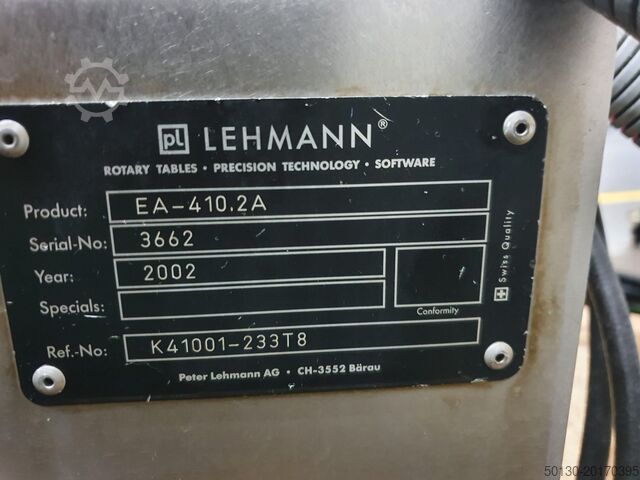 pL LEHMANN®
ROTARY TABLES • PRECISION TECHNOLOGY • SOFTWARE
Product: EA-410.2A
Serial-No: 3662
Year: 2002
Specials:
Conformity
Swiss Quality
Ref.-No: K41001-233T8
Peter Lehmann AG • CH-3552 Bärau
50130-20170395